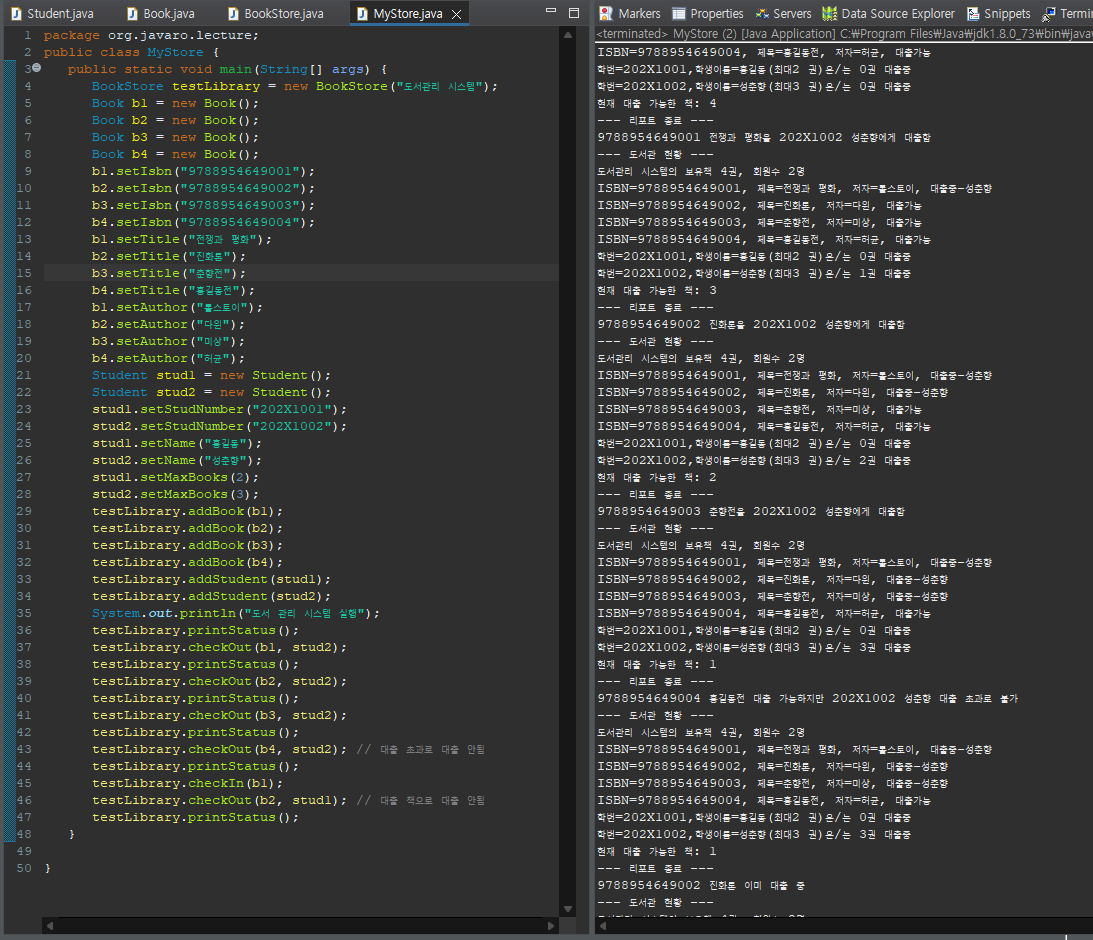 Student.java Book.java BookStore.java MyStore.java
1 package org.javaro.lecture;
2 public class MyStore {
3 public static void main(String[] args) {
4 BookStore testLibrary = new BookStore("도서관리 시스템");
5 Book b1 = new Book();
6 Book b2 = new Book();
7 Book b3 = new Book();
8 Book b4 = new Book();
9 b1.setIsbn("9788954649001");
10 b2.setIsbn("9788954649002");
11 b3.setIsbn("9788954649003");
12 b4.setIsbn("9788954649004");
13 b1.setTitle("전쟁과 평화");
14 b2.setTitle("진화론");
15 b3.setTitle("춘향전");
16 b4.setTitle("홍길동전");
17 b1.setAuthor("톨스토이");
18 b2.setAuthor("다윈");
19 b3.setAuthor("미상");
20 b4.setAuthor("허균");
21 Student stud1 = new Student();
22 Student stud2 = new Student();
23 stud1.setStudNumber("202X1001");
24 stud2.setStudNumber("202X1002");
25 stud1.setName("홍길동");
26 stud2.setName("성춘향");
27 stud1.setMaxBooks(2);
28 stud2.setMaxBooks(3);
29 testLibrary.addBook(b1);
30 testLibrary.addBook(b2);
31 testLibrary.addBook(b3);
32 testLibrary.addBook(b4);
33 testLibrary.addStudent(stud1);
34 testLibrary.addStudent(stud2);
35 System.out.println("도서 관리 시스템 실행");
36 testLibrary.printStatus();
37 testLibrary.checkOut(b1, stud2);
38 testLibrary.printStatus();
39 testLibrary.checkOut(b2, stud2);
40 testLibrary.printStatus();
41 testLibrary.checkOut(b3, stud2);
42 testLibrary.printStatus();
43 testLibrary.checkOut(b4, stud2); // 대출 초과로 대출 안됨
44 testLibrary.printStatus();
45 testLibrary.checkIn(b1);
46 testLibrary.checkOut(b2, stud1); // 대출 책으로 대출 안됨
47 testLibrary.printStatus();
48 }
49
50 }
Markers Properties Servers Data Source Explorer Snippets
<terminated> MyStore (2) [Java Application] C:₩Program Files₩Java₩jdk1.8.0_73₩bin₩java
ISBN=9788954649004, 제목=홍길동전, 저자=허균, 대출가능
학번=202X1001,학생이름=홍길동(최대2 권)은/는 0권 대출중
학번=202X1002,학생이름=성춘향(최대3 권)은/는 0권 대출중
현재 대출 가능한 책: 4
--- 리포트 종료 ---
9788954649001 전쟁과 평화을 202X1002 성춘향에게 대출함
--- 도서관 현황 ---
도서관리 시스템의 보유책 4권, 회원수 2명
ISBN=9788954649001, 제목=전쟁과 평화, 저자=톨스토이, 대출중-성춘향
ISBN=9788954649002, 제목=진화론, 저자=다윈, 대출가능
ISBN=9788954649003, 제목=춘향전, 저자=미상, 대출가능
ISBN=9788954649004, 제목=홍길동전, 저자=허균, 대출가능
학번=202X1001,학생이름=홍길동(최대2 권)은/는 0권 대출중
학번=202X1002,학생이름=성춘향(최대3 권)은/는 1권 대출중
현재 대출 가능한 책: 3
--- 리포트 종료 ---
9788954649002 진화론을 202X1002 성춘향에게 대출함
--- 도서관 현황 ---
도서관리 시스템의 보유책 4권, 회원수 2명
ISBN=9788954649001, 제목=전쟁과 평화, 저자=톨스토이, 대출중-성춘향
ISBN=9788954649002, 제목=진화론, 저자=다윈, 대출중-성춘향
ISBN=9788954649003, 제목=춘향전, 저자=미상, 대출가능
ISBN=9788954649004, 제목=홍길동전, 저자=허균, 대출가능
학번=202X1001,학생이름=홍길동(최대2 권)은/는 0권 대출중
학번=202X1002,학생이름=성춘향(최대3 권)은/는 2권 대출중
현재 대출 가능한 책: 2
--- 리포트 종료 ---
9788954649003 춘향전을 202X1002 성춘향에게 대출함
--- 도서관 현황 ---
도서관리 시스템의 보유책 4권, 회원수 2명
ISBN=9788954649001, 제목=전쟁과 평화, 저자=톨스토이, 대출중-성춘향
ISBN=9788954649002, 제목=진화론, 저자=다윈, 대출중-성춘향
ISBN=9788954649003, 제목=춘향전, 저자=미상, 대출중-성춘향
ISBN=9788954649004, 제목=홍길동전, 저자=허균, 대출가능
학번=202X1001,학생이름=홍길동(최대2 권)은/는 0권 대출중
학번=202X1002,학생이름=성춘향(최대3 권)은/는 3권 대출중
현재 대출 가능한 책: 1
--- 리포트 종료 ---
9788954649004 홍길동전 대출 가능하지만 202X1002 성춘향 대출 초과로 불가
--- 도서관 현황 ---
도서관리 시스템의 보유책 4권, 회원수 2명
ISBN=9788954649001, 제목=전쟁과 평화, 저자=톨스토이, 대출중-성춘향
ISBN=9788954649002, 제목=진화론, 저자=다윈, 대출중-성춘향
ISBN=9788954649003, 제목=춘향전, 저자=미상, 대출중-성춘향
ISBN=9788954649004, 제목=홍길동전, 저자=허균, 대출가능
학번=202X1001,학생이름=홍길동(최대2 권)은/는 0권 대출중
학번=202X1002,학생이름=성춘향(최대3 권)은/는 3권 대출중
현재 대출 가능한 책: 1
--- 리포트 종료 ---
9788954649002 진화론 이미 대출 중
--- 도서관 현황 ---